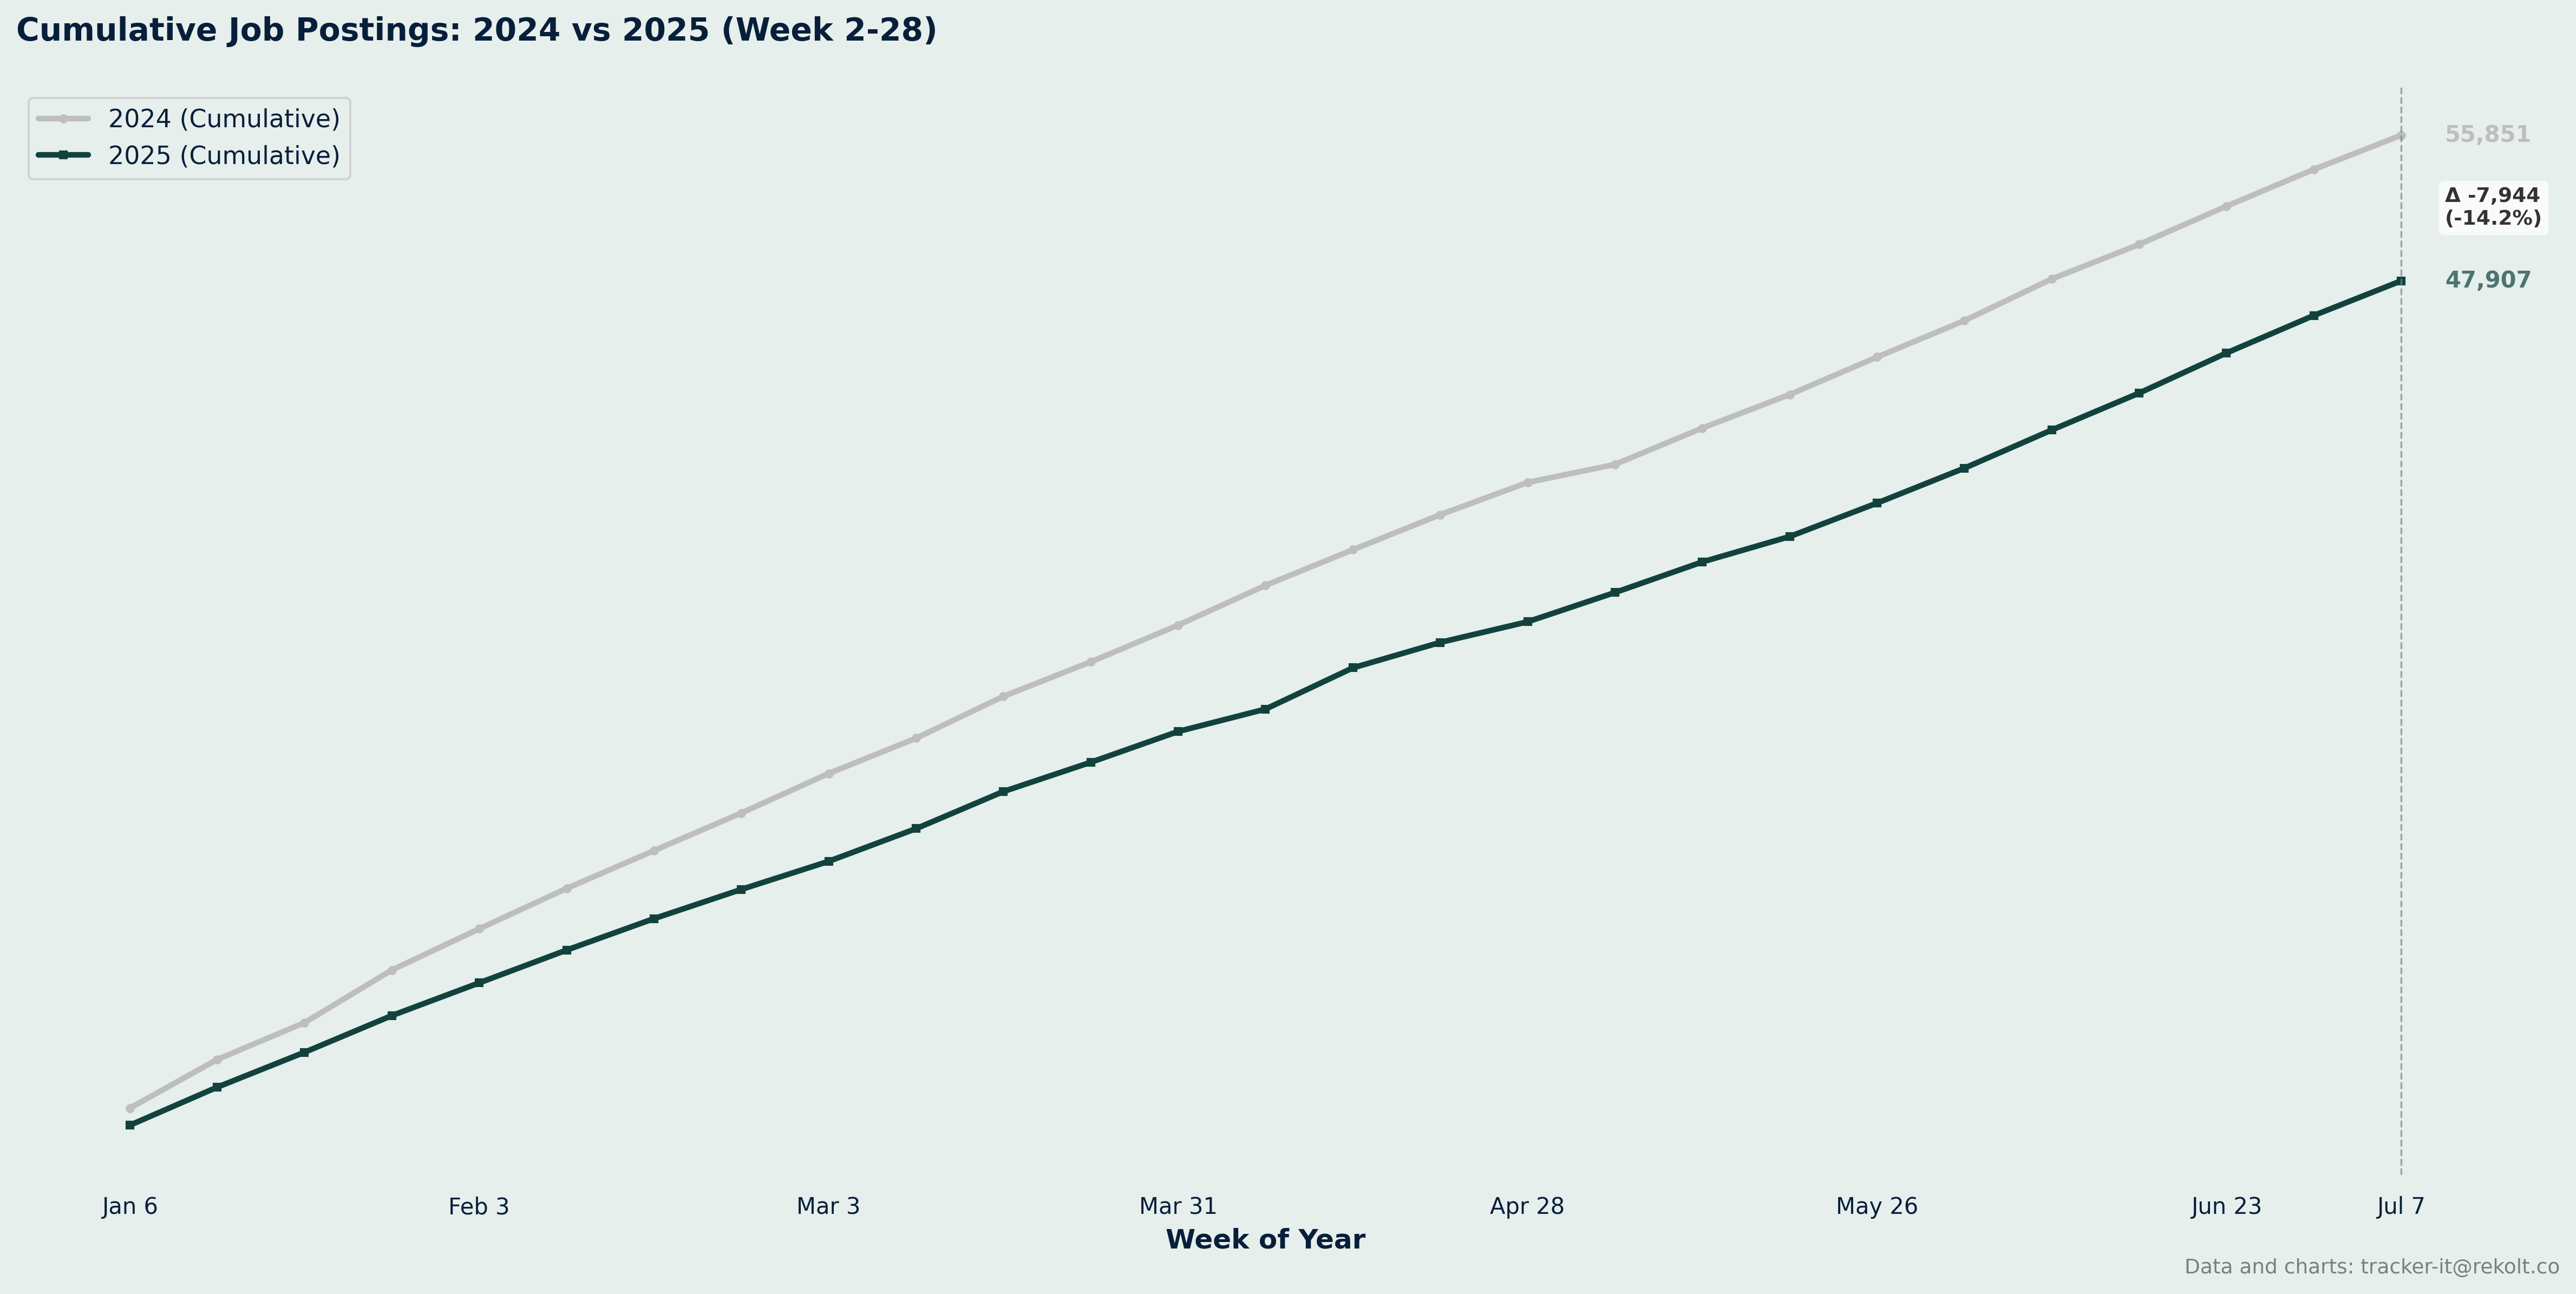 Cumulative Job Postings: 2024 vs 2025 (Week 2-28)
2024 (Cumulative)
2025 (Cumulative)
55,851
Δ -7,944
(-14.2%)
47,907
Jan 6
Feb 3
Mar 3
Mar 31
Apr 28
May 26
Jun 23
Jul 7
Week of Year
Data and charts: tracker-it@rekolt.co